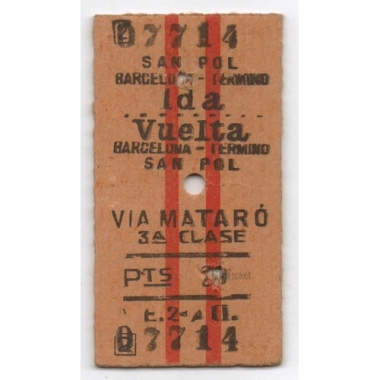 07714
SAN POL
BARCELONA - TERMINO
Ida
Vuelta
BARCELONA - TERMINO
SAN POL
VIA MATARÓ
3ª CLASE
PTS
07714